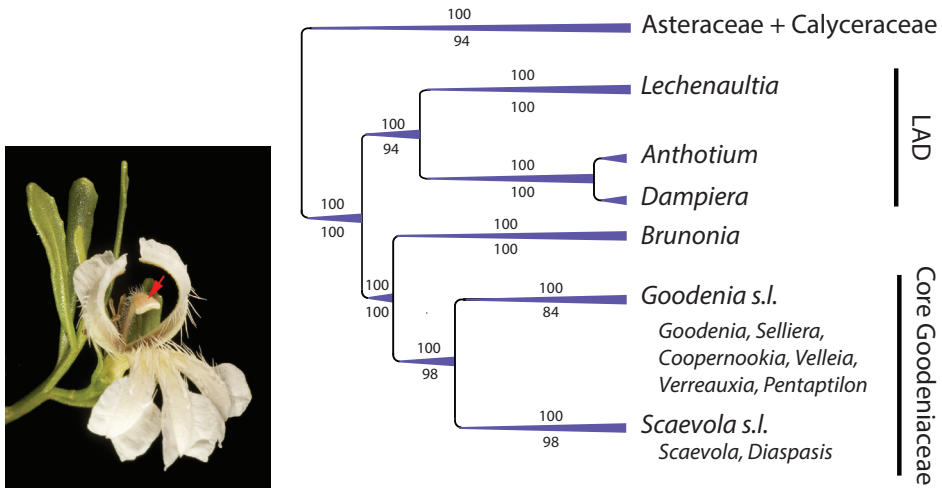 100
94
Asteraceae + Calyceraceae
100
100
Lechenaultia
100
94
LAD
Anthotium
100
100
Dampiera
100
100
100
100
Brunonia
100
100
100
84
Goodenia s.l.
Goodenia, Selliera,
Coopernookia, Velleia,
Verreauxia, Pentaptilon
100
98
100
98
Scaevola s.l.
Scaevola, Diaspasis
Core Goodeniaceae